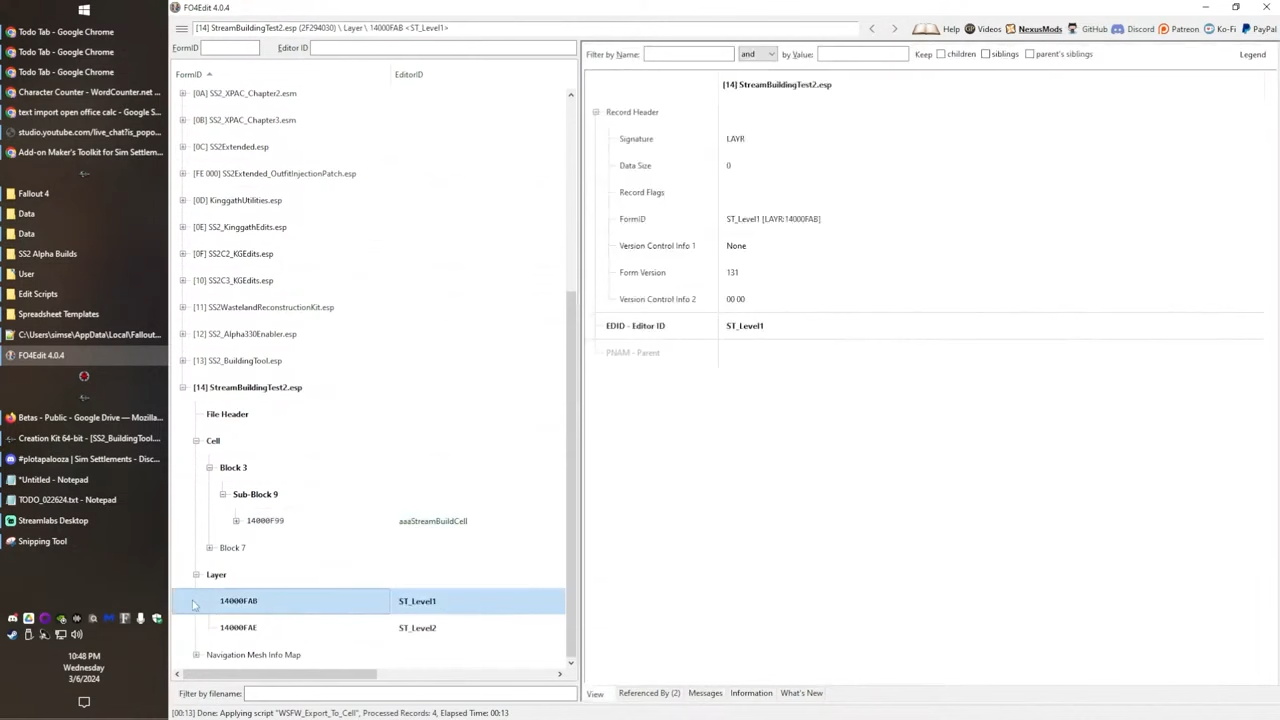 FO4Edit 4.0.4
[14] StreamBuildingTest2.esp (2F294030) \ Layer \ 14000FAB <ST_Level1>
Help Videos NexusMods GitHub Discord Patreon Ko-Fi PayPal
FormID Editor ID
Filter by Name: and by Value: Keep children siblings parent's siblings Legend
FormID EditorID
[0A] SS2_XPAC_Chapter2.esm
[0B] SS2_XPAC_Chapter3.esm
[0C] SS2Extended.esp
[FE 000] SS2Extended_OutfitInjectionPatch.esp
[0D] KinggathUtilities.esp
[0E] SS2_KinggathEdits.esp
[0F] SS2C2_KGEdits.esp
[10] SS2C3_KGEdits.esp
[11] SS2WastelandReconstructionKit.esp
[12] SS2_Alpha330Enabler.esp
[13] SS2_BuildingTool.esp
[14] StreamBuildingTest2.esp
File Header
Cell
Block 3
Sub-Block 9
14000F99 aaaStreamBuildCell
Block 7
Layer
14000FAB ST_Level1
14000FAE ST_Level2
Navigation Mesh Info Map
Filter by filename:
[00:13] Done: Applying script "WSFW_Export_To_Cell", Processed Records: 4, Elapsed Time: 00:13
[14] StreamBuildingTest2.esp
Record Header
Signature LAYR
Data Size 0
Record Flags
FormID ST_Level1 [LAYR:14000FAB]
Version Control Info 1 None
Form Version 131
Version Control Info 2 00 00
EDID - Editor ID ST_Level1
PNAM - Parent
View Referenced By (2) Messages Information What's New
Todo Tab - Google Chrome
Todo Tab - Google Chrome
Todo Tab - Google Chrome
Character Counter - WordCounter.net ...
text import open office calc - Google S...
studio.youtube.com/live_chat?is_popo...
Add-on Maker's Toolkit for Sim Settlem...
Fallout 4
Data
Data
SS2 Alpha Builds
User
Edit Scripts
Spreadsheet Templates
C:\Users\simse\AppData\Local\Fallout...
FO4Edit 4.0.4
Betas - Public - Google Drive — Mozilla...
Creation Kit 64-bit - [SS2_BuildingTool....
#plotapalooza | Sim Settlements - Disc...
*Untitled - Notepad
TODO_022624.txt - Notepad
Streamlabs Desktop
Snipping Tool
10:48 PM
Wednesday
3/6/2024